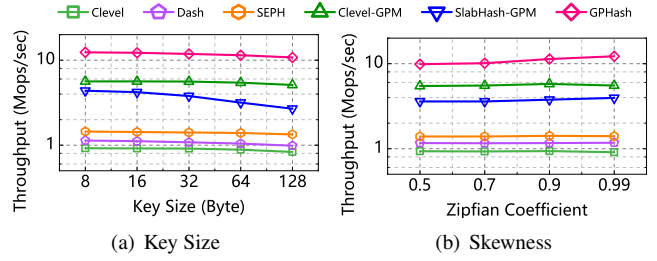 Clevel Dash SEPH Clevel-GPM SlabHash-GPM GPHash
Throughput (Mops/sec)
10
1
8 16 32 64 128
Key Size (Byte)
(a) Key Size
Throughput (Mops/sec)
10
1
0.5 0.7 0.9 0.99
Zipfian Coefficient
(b) Skewness